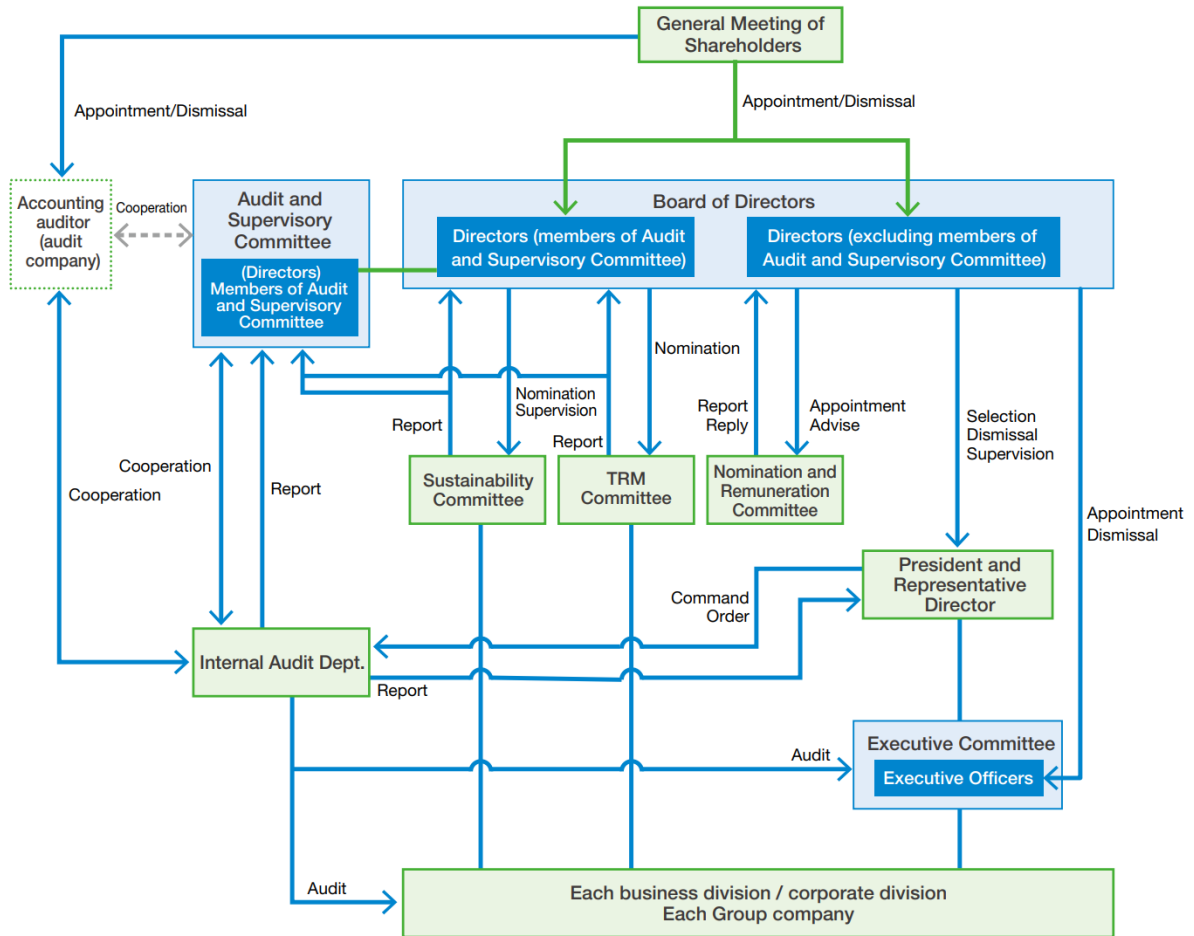 General Meeting of
Shareholders
Appointment/Dismissal
Appointment/Dismissal
Accounting
auditor
(audit
company)
Cooperation
Audit and
Supervisory
Committee
(Directors)
Members of Audit
and Supervisory
Committee
Board of Directors
Directors (members of Audit
and Supervisory Committee)
Directors (excluding members of
Audit and Supervisory Committee)
Nomination
Nomination
Supervision
Report
Report
Report
Reply
Appointment
Advise
Selection
Dismissal
Supervision
Cooperation
Cooperation
Report
Sustainability
Committee
TRM
Committee
Nomination and
Remuneration
Committee
Appointment
Dismissal
President and
Representative
Director
Command
Order
Internal Audit Dept.
Report
Executive Committee
Executive Officers
Audit
Audit
Each business division / corporate division
Each Group company